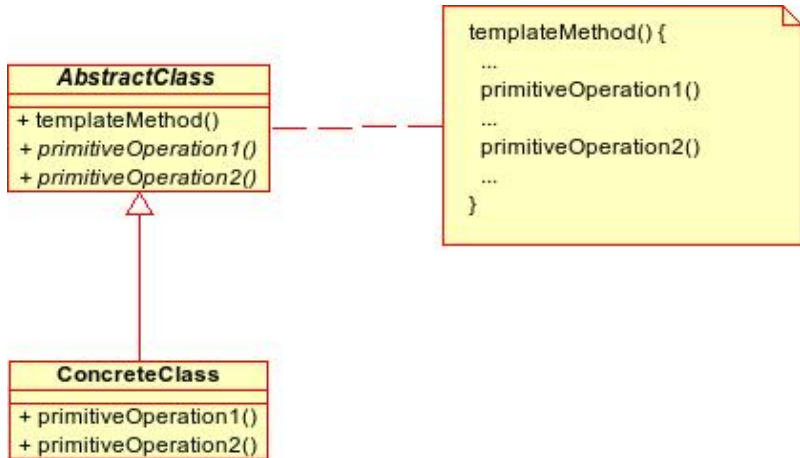 AbstractClass
+ templateMethod()
+ primitiveOperation1()
+ primitiveOperation2()
templateMethod() {
...
primitiveOperation1()
...
primitiveOperation2()
...
}
ConcreteClass
+ primitiveOperation1()
+ primitiveOperation2()